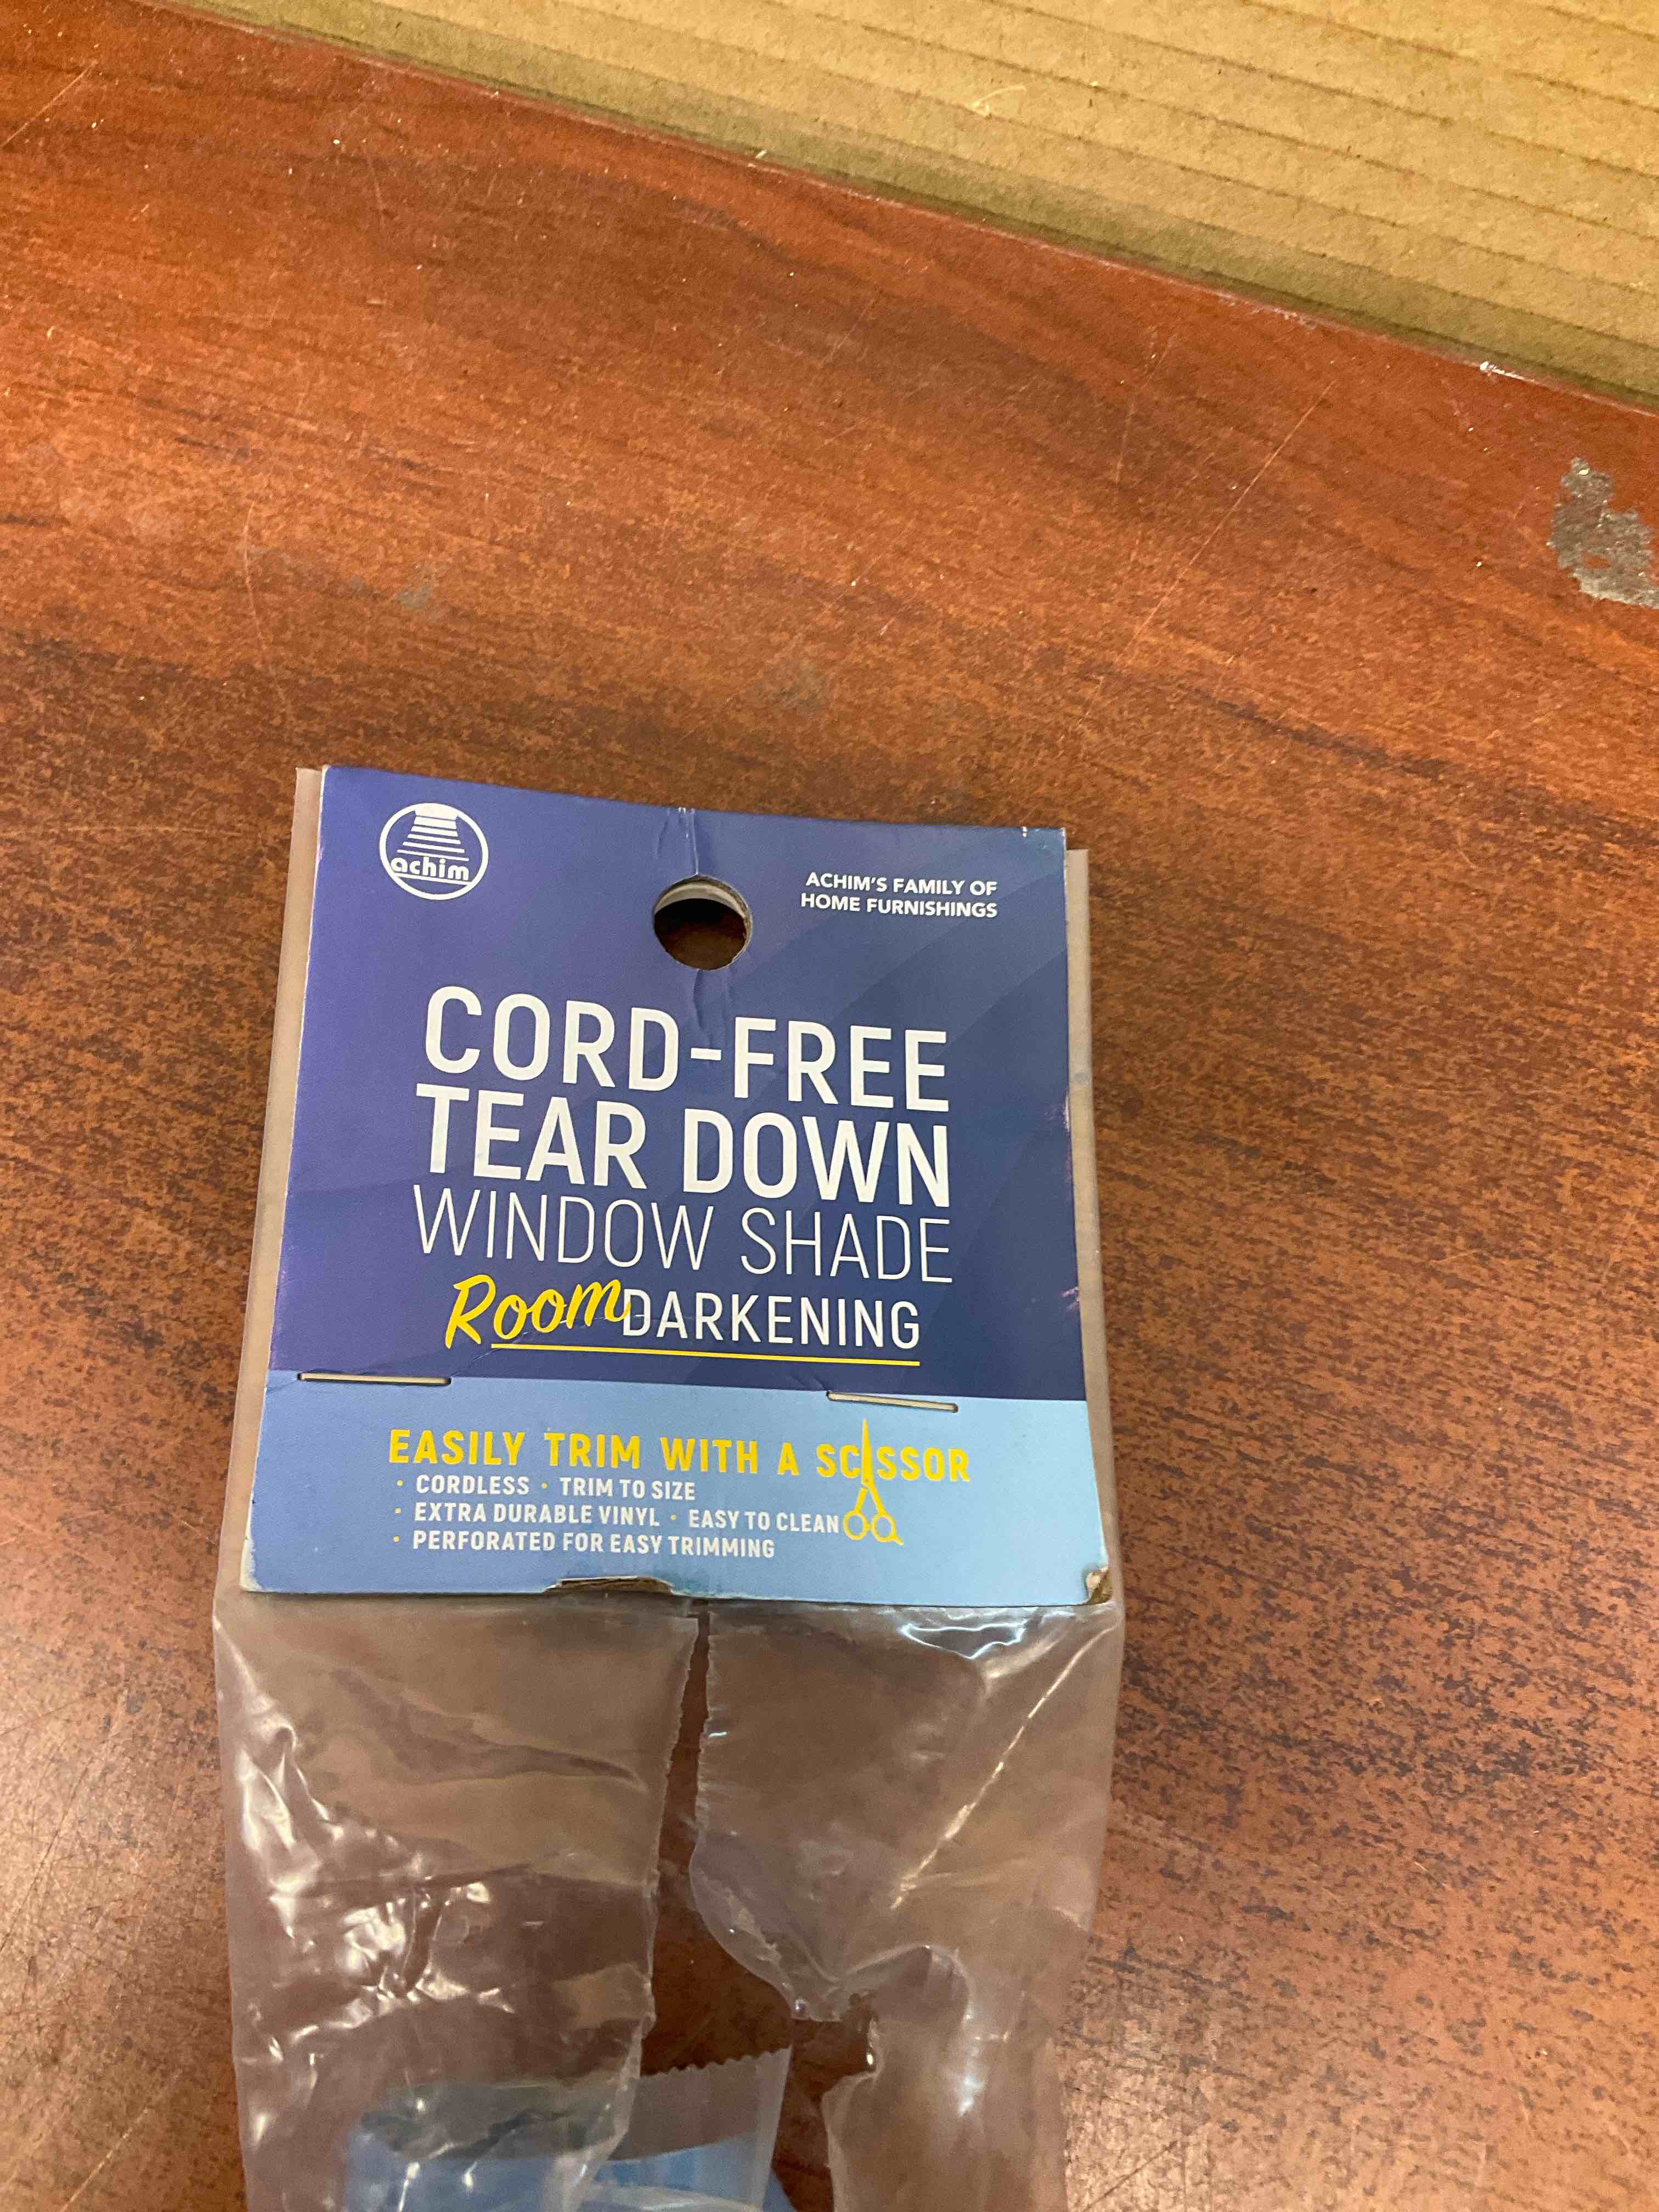 achim
ACHIM'S FAMILY OF
HOME FURNISHINGS
CORD-FREE
TEAR DOWN
WINDOW SHADE
Room DARKENING
EASILY TRIM WITH A SCISSOR
• CORDLESS • TRIM TO SIZE
• EXTRA DURABLE VINYL • EASY TO CLEAN
• PERFORATED FOR EASY TRIMMING